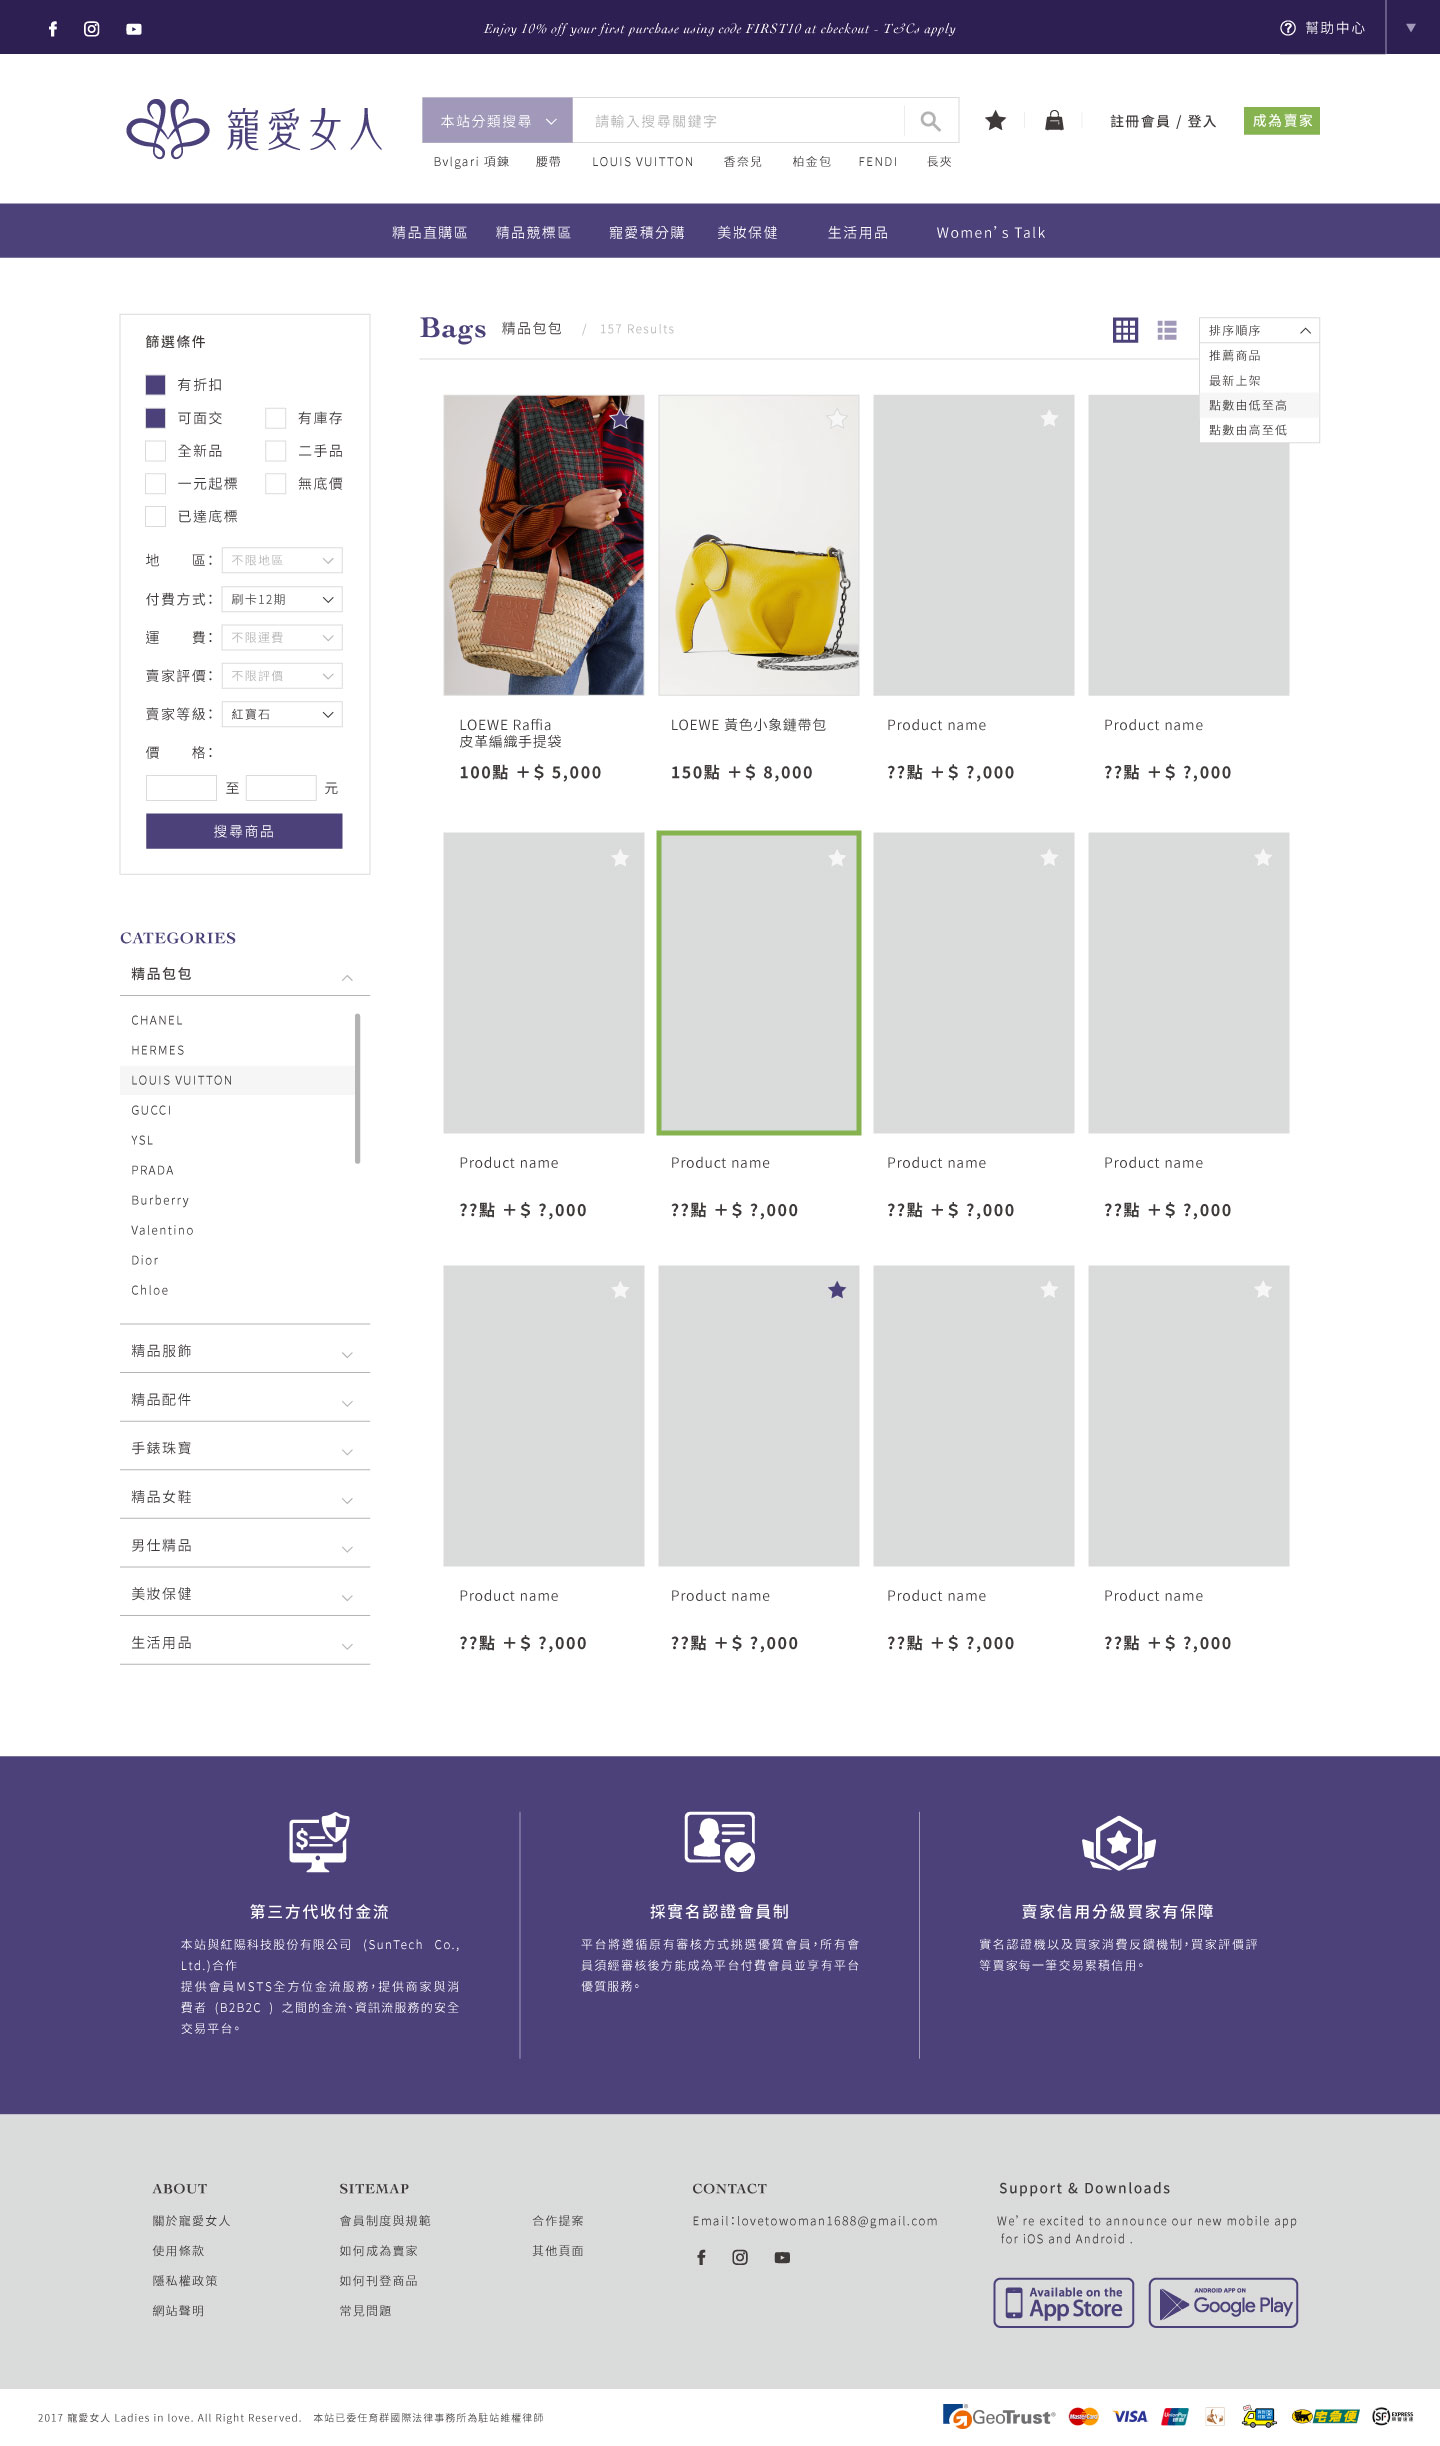 Enjoy 10% off your first purchase using code FIRST10 at checkout - T&Cs apply
幫助中心
寵愛女人
本站分類搜尋
請輸入搜尋關鍵字
註冊會員 / 登入
成為賣家
Bvlgari 項鍊 腰帶 LOUIS VUITTON 香奈兒 柏金包 FENDI 長夾
精品直購區 精品競標區 寵愛積分購 美妝保健 生活用品 Women's Talk
篩選條件
有折扣
可面交 有庫存
全新品 二手品
一元起標 無底價
已達底標
地 區： 不限地區
付費方式： 刷卡12期
運 費： 不限運費
賣家評價： 不限評價
賣家等級： 紅寶石
價 格：
至 元
搜尋商品
CATEGORIES
精品包包
CHANEL
HERMES
LOUIS VUITTON
GUCCI
YSL
PRADA
Burberry
Valentino
Dior
Chloe
精品服飾
精品配件
手錶珠寶
精品女鞋
男仕精品
美妝保健
生活用品
Bags 精品包包 / 157 Results
排序順序
推薦商品
最新上架
點數由低至高
點數由高至低
LOEWE Raffia
皮革編織手提袋
100點 +$ 5,000
LOEWE 黃色小象鏈帶包
150點 +$ 8,000
Product name
??點 +$ ?,000
Product name
??點 +$ ?,000
Product name
??點 +$ ?,000
Product name
??點 +$ ?,000
Product name
??點 +$ ?,000
Product name
??點 +$ ?,000
Product name
??點 +$ ?,000
Product name
??點 +$ ?,000
Product name
??點 +$ ?,000
Product name
??點 +$ ?,000
第三方代收付金流
本站與紅陽科技股份有限公司 (SunTech Co.,
Ltd.)合作
提供會員MSTS全方位金流服務，提供商家與消
費者 (B2B2C ) 之間的金流、資訊流服務的安全
交易平台。
採實名認證會員制
平台將遵循原有審核方式挑選優質會員，所有會
員須經審核後方能成為平台付費會員並享有平台
優質服務。
賣家信用分級買家有保障
實名認證機以及買家消費反饋機制，買家評價評
等賣家每一筆交易累積信用。
ABOUT
關於寵愛女人
使用條款
隱私權政策
網站聲明
SITEMAP
會員制度與規範
如何成為賣家
如何刊登商品
常見問題
合作提案
其他頁面
CONTACT
Email：lovetowoman1688@gmail.com
Support & Downloads
We're excited to announce our new mobile app
for iOS and Android .
Available on the
App Store
ANDROID APP ON
Google Play
2017 寵愛女人 Ladies in love. All Right Reserved. 本站已委任育群國際法律事務所為駐站維權律師
GeoTrust
MasterCard
VISA
UnionPay
宅急便
SF EXPRESS